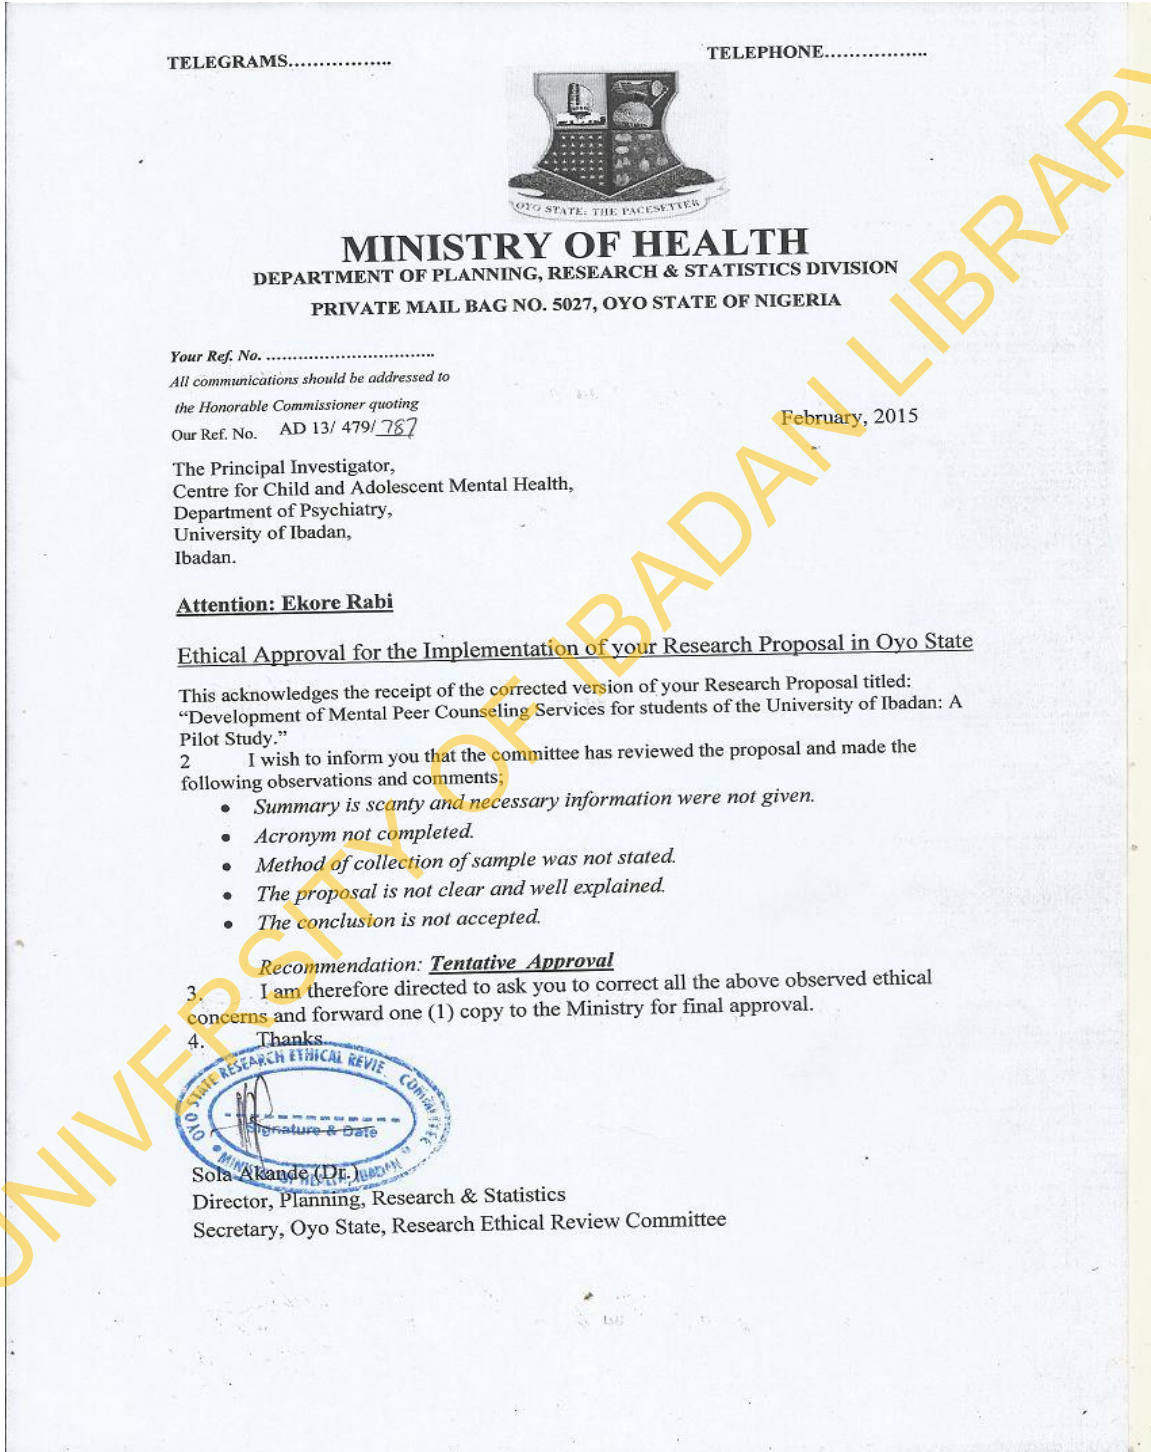 TELEGRAMS.................
TELEPHONE.................
OYO STATE: THE PACESETTER
MINISTRY OF HEALTH
DEPARTMENT OF PLANNING, RESEARCH & STATISTICS DIVISION
PRIVATE MAIL BAG NO. 5027, OYO STATE OF NIGERIA
Your Ref. No. .................................
All communications should be addressed to
the Honorable Commissioner quoting
Our Ref. No. AD 13/ 479/ 787
February, 2015
The Principal Investigator,
Centre for Child and Adolescent Mental Health,
Department of Psychiatry,
University of Ibadan,
Ibadan.
Attention: Ekore Rabi
Ethical Approval for the Implementation of your Research Proposal in Oyo State
This acknowledges the receipt of the corrected version of your Research Proposal titled:
“Development of Mental Peer Counseling Services for students of the University of Ibadan: A
Pilot Study.”
2 I wish to inform you that the committee has reviewed the proposal and made the
following observations and comments;
• Summary is scanty and necessary information were not given.
• Acronym not completed.
• Method of collection of sample was not stated.
• The proposal is not clear and well explained.
• The conclusion is not accepted.
Recommendation: Tentative Approval
3. I am therefore directed to ask you to correct all the above observed ethical
concerns and forward one (1) copy to the Ministry for final approval.
4. Thanks.
OYO STATE RESEARCH ETHICAL REVIE. COMMITTEE
Signature & Date
MINISTRY OF HEALTH, IBADAN
Sola Akande (Dr.)
Director, Planning, Research & Statistics
Secretary, Oyo State, Research Ethical Review Committee
UNIVERSITY OF IBADAN LIBRARY